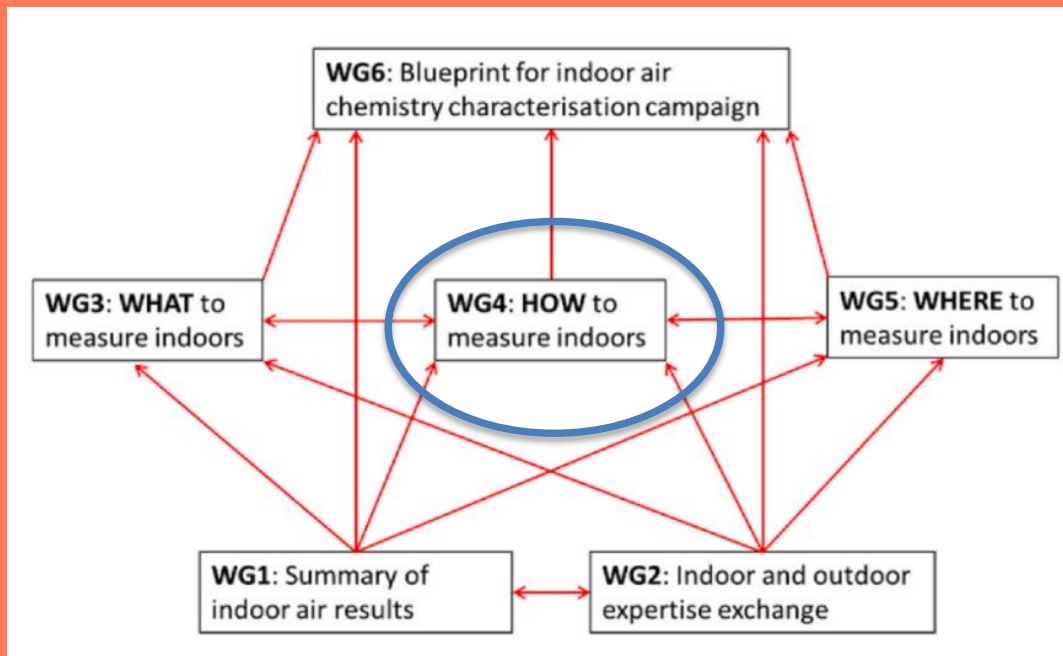 WG6: Blueprint for indoor air
chemistry characterisation campaign
WG3: WHAT to
measure indoors
WG4: HOW to
measure indoors
WG5: WHERE to
measure indoors
WG1: Summary of
indoor air results
WG2: Indoor and outdoor
expertise exchange